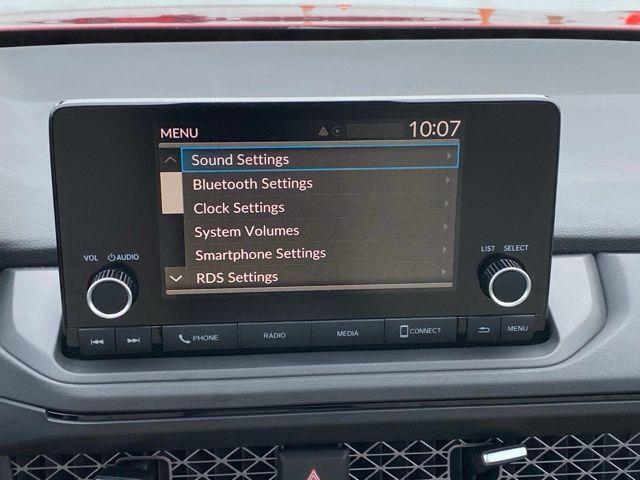 MENU 10:07
Sound Settings
Bluetooth Settings
Clock Settings
System Volumes
Smartphone Settings
RDS Settings
VOL AUDIO
LIST SELECT
PHONE RADIO MEDIA CONNECT MENU